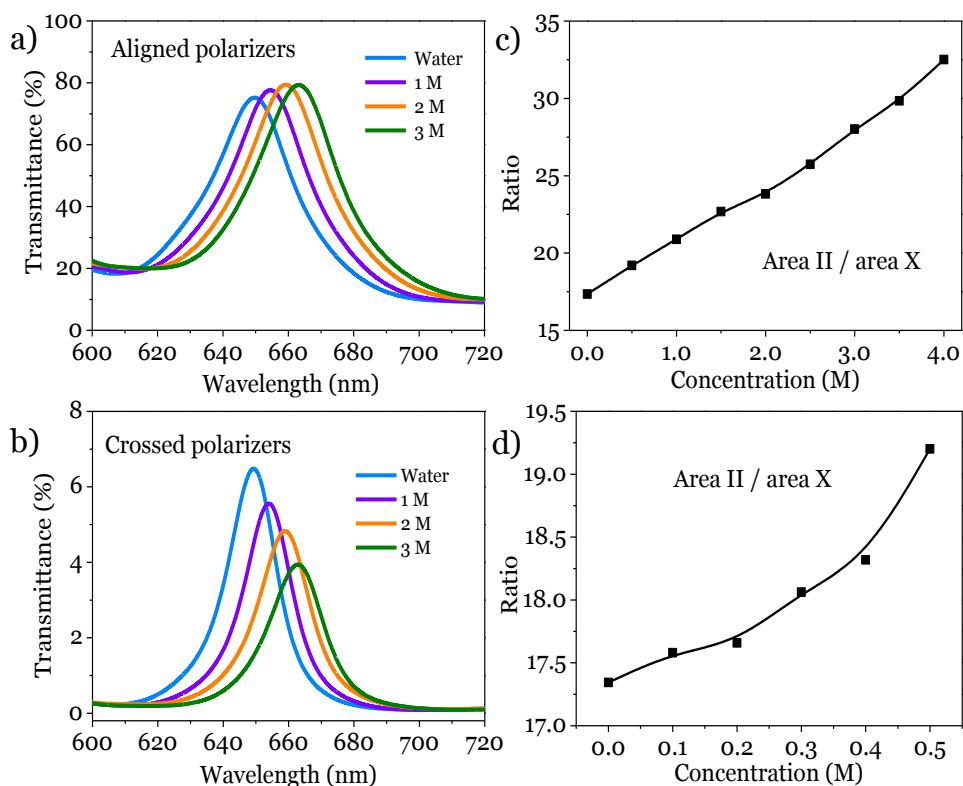 a)
Aligned polarizers
Water
1 M
2 M
3 M
Transmittance (%)
100
80
60
40
20
0
600 620 640 660 680 700 720
Wavelength (nm)
c)
Ratio
35
30
25
20
15
Area II / area X
0.0 1.0 2.0 3.0 4.0
Concentration (M)
b)
Crossed polarizers
Water
1 M
2 M
3 M
Transmittance (%)
8
6
4
2
0
600 620 640 660 680 700 720
Wavelength (nm)
d)
Ratio
19.5
19.0
18.5
18.0
17.5
17.0
Area II / area X
0.0 0.1 0.2 0.3 0.4 0.5
Concentration (M)